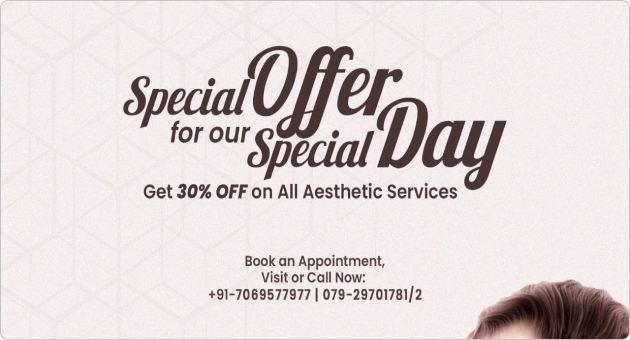 Special Offer
for our Special Day
Get 30% OFF on All Aesthetic Services
Book an Appointment,
Visit or Call Now:
+91-7069577977 | 079-29701781/2